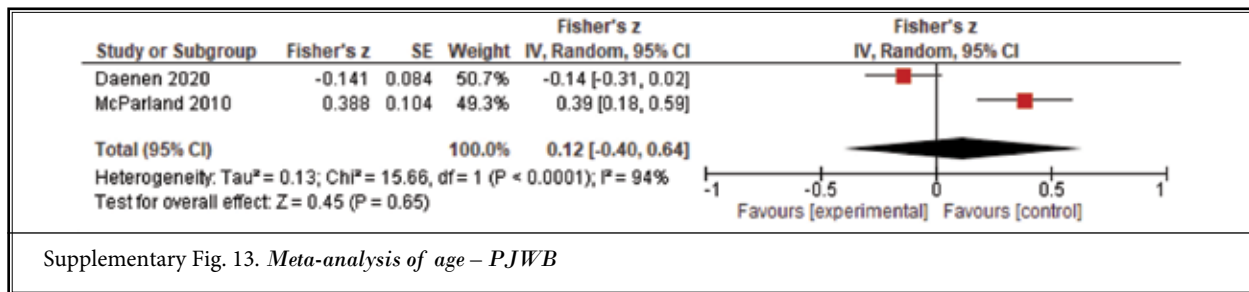 Fisher's z Fisher's z
Study or Subgroup Fisher's z SE Weight IV, Random, 95% CI IV, Random, 95% CI
Daenen 2020 -0.141 0.084 50.7% -0.14 [-0.31, 0.02]
McParland 2010 0.388 0.104 49.3% 0.39 [0.18, 0.59]
Total (95% CI) 100.0% 0.12 [-0.40, 0.64]
Heterogeneity: Tau² = 0.13; Chi² = 15.66, df = 1 (P < 0.0001); I² = 94%
Test for overall effect: Z = 0.45 (P = 0.65)
-1 -0.5 0 0.5 1
Favours [experimental] Favours [control]
Supplementary Fig. 13. Meta-analysis of age – PJWB